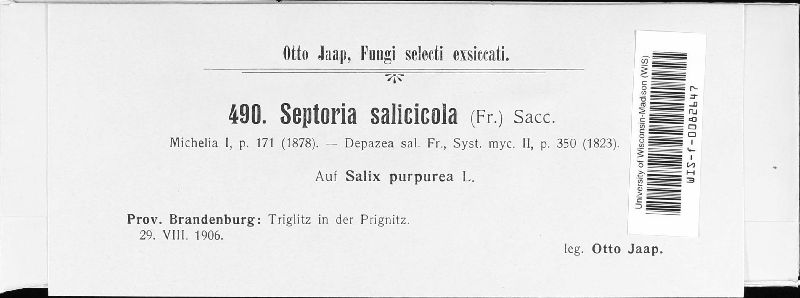 Otto Jaap, Fungi selecti exsiccati.
490. Septoria salicicola (Fr.) Sacc.
Michelia I, p. 171 (1878). — Depazea sal. Fr., Syst. myc. II, p. 350 (1823).
Auf Salix purpurea L.
Prov. Brandenburg: Triglitz in der Prignitz.
29. VIII. 1906.
leg. Otto Jaap.
University of Wisconsin-Madison (WIS)
WIS-f-0082647